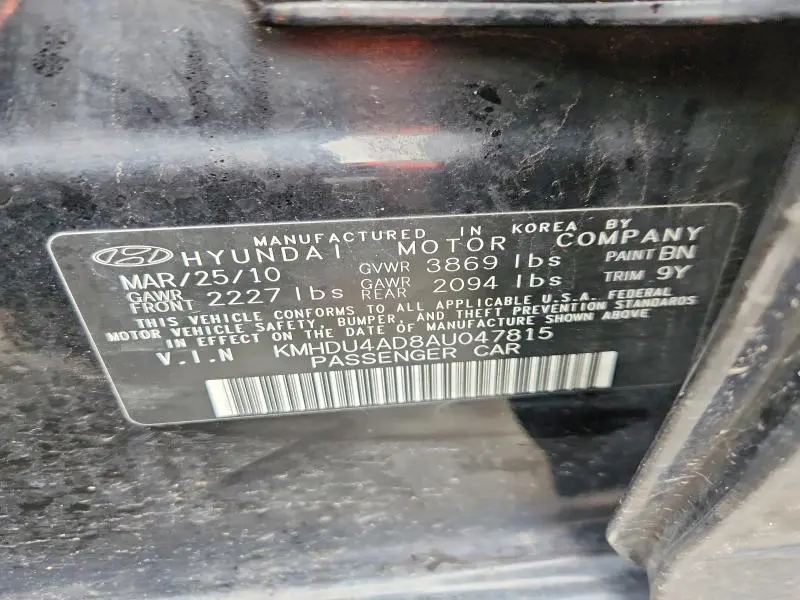 MANUFACTURED IN KOREA BY
HYUNDAI MOTOR COMPANY
MAR/25/10 GVWR 3869 lbs PAINT BN
GAWR FRONT 2227 lbs GAWR REAR 2094 lbs TRIM 9Y
THIS VEHICLE CONFORMS TO ALL APPLICABLE U.S.A. FEDERAL
MOTOR VEHICLE SAFETY, BUMPER, AND THEFT PREVENTION STANDARDS
IN EFFECT ON THE DATE OF MANUFACTURE SHOWN ABOVE
V.I.N KMHDU4AD8AU047815
PASSENGER CAR